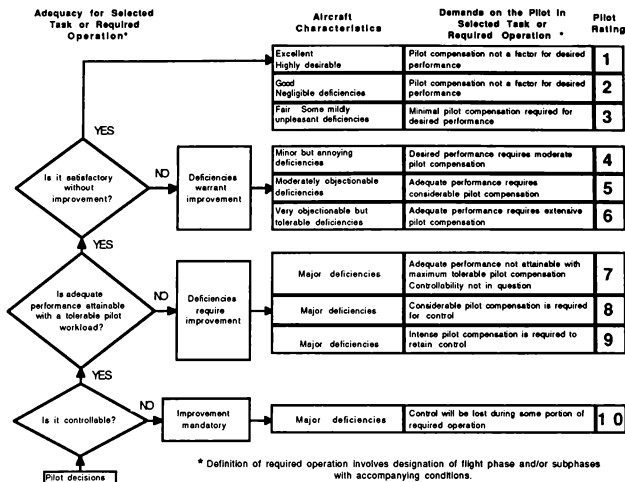 Adequacy for Selected
Task or Required
Operation*
Aircraft
Characteristics
Demands on the Pilot in
Selected Task or
Required Operation *
Pilot
Rating
Excellent
Highly desirable
Pilot compensation not a factor for desired
performance
1
Good
Negligible deficiencies
Pilot compensation not a factor for desired
performance
2
Fair Some mildly
unpleasant deficiencies
Minimal pilot compensation required for
desired performance
3
YES
Is it satisfactory
without
improvement?
NO
Deficiencies
warrant
improvement
Minor but annoying
deficiencies
Desired performance requires moderate
pilot compensation
4
Moderately objectionable
deficiencies
Adequate performance requires
considerable pilot compensation
5
Very objectionable but
tolerable deficiencies
Adequate performance requires extensive
pilot compensation
6
YES
Is adequate
performance attainable
with a tolerable pilot
workload?
NO
Deficiencies
require
improvement
Major deficiencies
Adequate performance not attainable with
maximum tolerable pilot compensation
Controllability not in question
7
Major deficiencies
Considerable pilot compensation is required
for control
8
Major deficiencies
Intense pilot compensation is required to
retain control
9
YES
Is it controllable?
NO
Improvement
mandatory
Major deficiencies
Control will be lost during some portion of
required operation
1 0
Pilot decisions
* Definition of required operation involves designation of flight phase and/or subphases
with accompanying conditions.